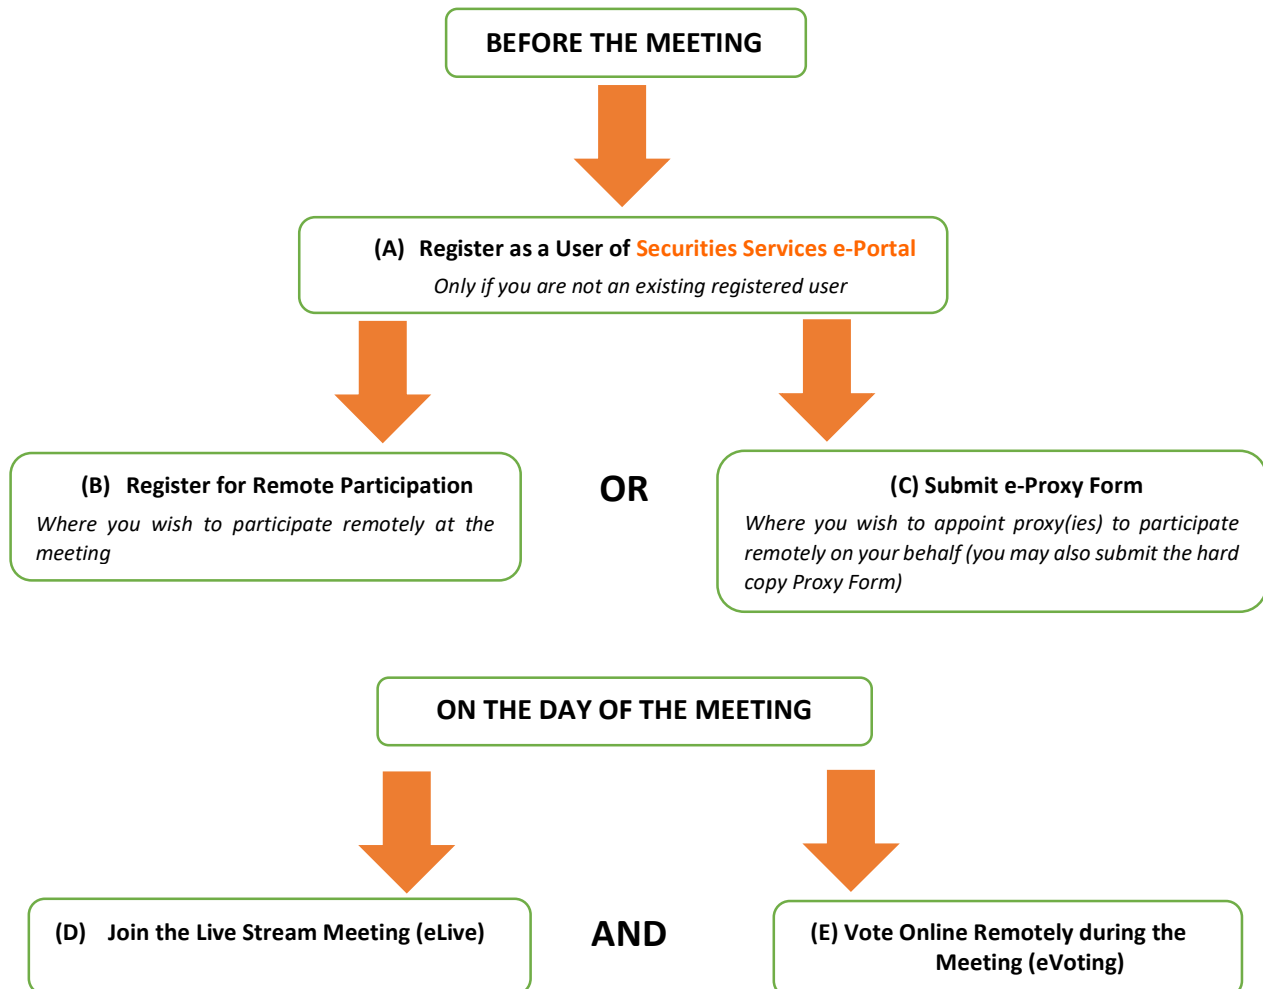 BEFORE THE MEETING
(A) Register as a User of Securities Services e-Portal
Only if you are not an existing registered user
(B) Register for Remote Participation
Where you wish to participate remotely at the
meeting
OR
(C) Submit e-Proxy Form
Where you wish to appoint proxy(ies) to participate
remotely on your behalf (you may also submit the hard
copy Proxy Form)
ON THE DAY OF THE MEETING
(D) Join the Live Stream Meeting (eLive)
AND
(E) Vote Online Remotely during the
Meeting (eVoting)